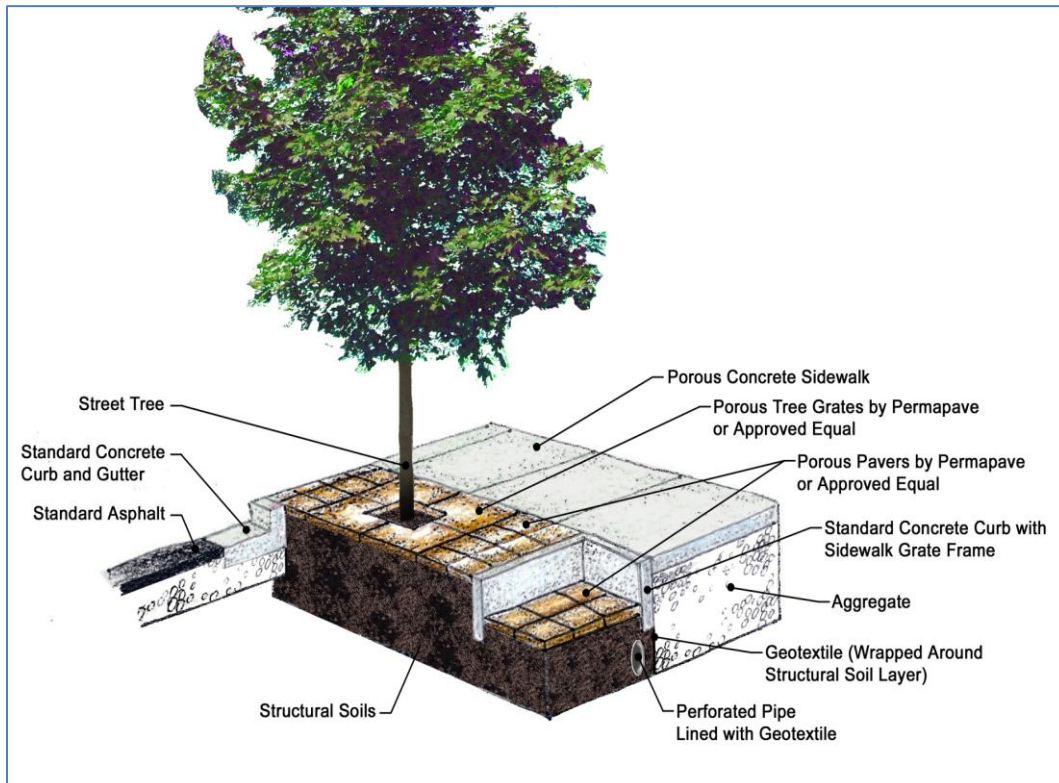 Street Tree
Standard Concrete
Curb and Gutter
Standard Asphalt
Structural Soils
Porous Concrete Sidewalk
Porous Tree Grates by Permapave
or Approved Equal
Porous Pavers by Permapave
or Approved Equal
Standard Concrete Curb with
Sidewalk Grate Frame
Aggregate
Geotextile (Wrapped Around
Structural Soil Layer)
Perforated Pipe
Lined with Geotextile